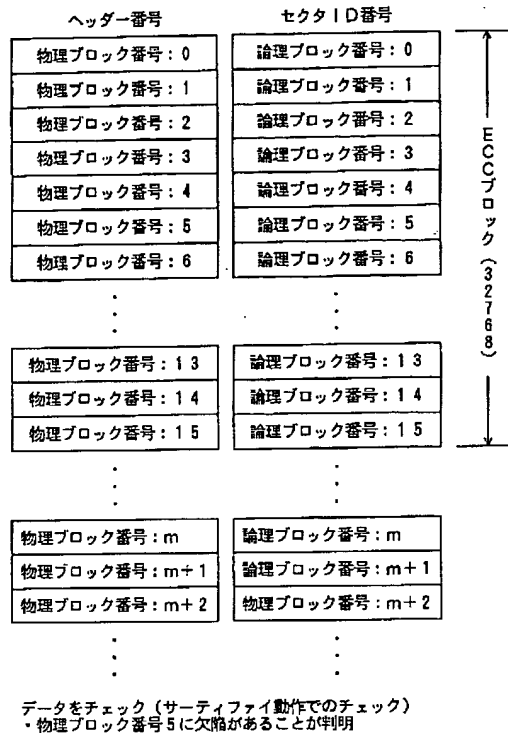 ヘッダー番号
セクタID番号
物理ブロック番号：0
論理ブロック番号：0
物理ブロック番号：1
論理ブロック番号：1
物理ブロック番号：2
論理ブロック番号：2
物理ブロック番号：3
論理ブロック番号：3
物理ブロック番号：4
論理ブロック番号：4
物理ブロック番号：5
論理ブロック番号：5
物理ブロック番号：6
論理ブロック番号：6
物理ブロック番号：13
論理ブロック番号：13
物理ブロック番号：14
論理ブロック番号：14
物理ブロック番号：15
論理ブロック番号：15
ECCブロック（32768）
物理ブロック番号：m
論理ブロック番号：m
物理ブロック番号：m+1
論理ブロック番号：m+1
物理ブロック番号：m+2
物理ブロック番号：m+2
データをチェック（サーティファイ動作でのチェック）
・物理ブロック番号5に欠陥があることが判明